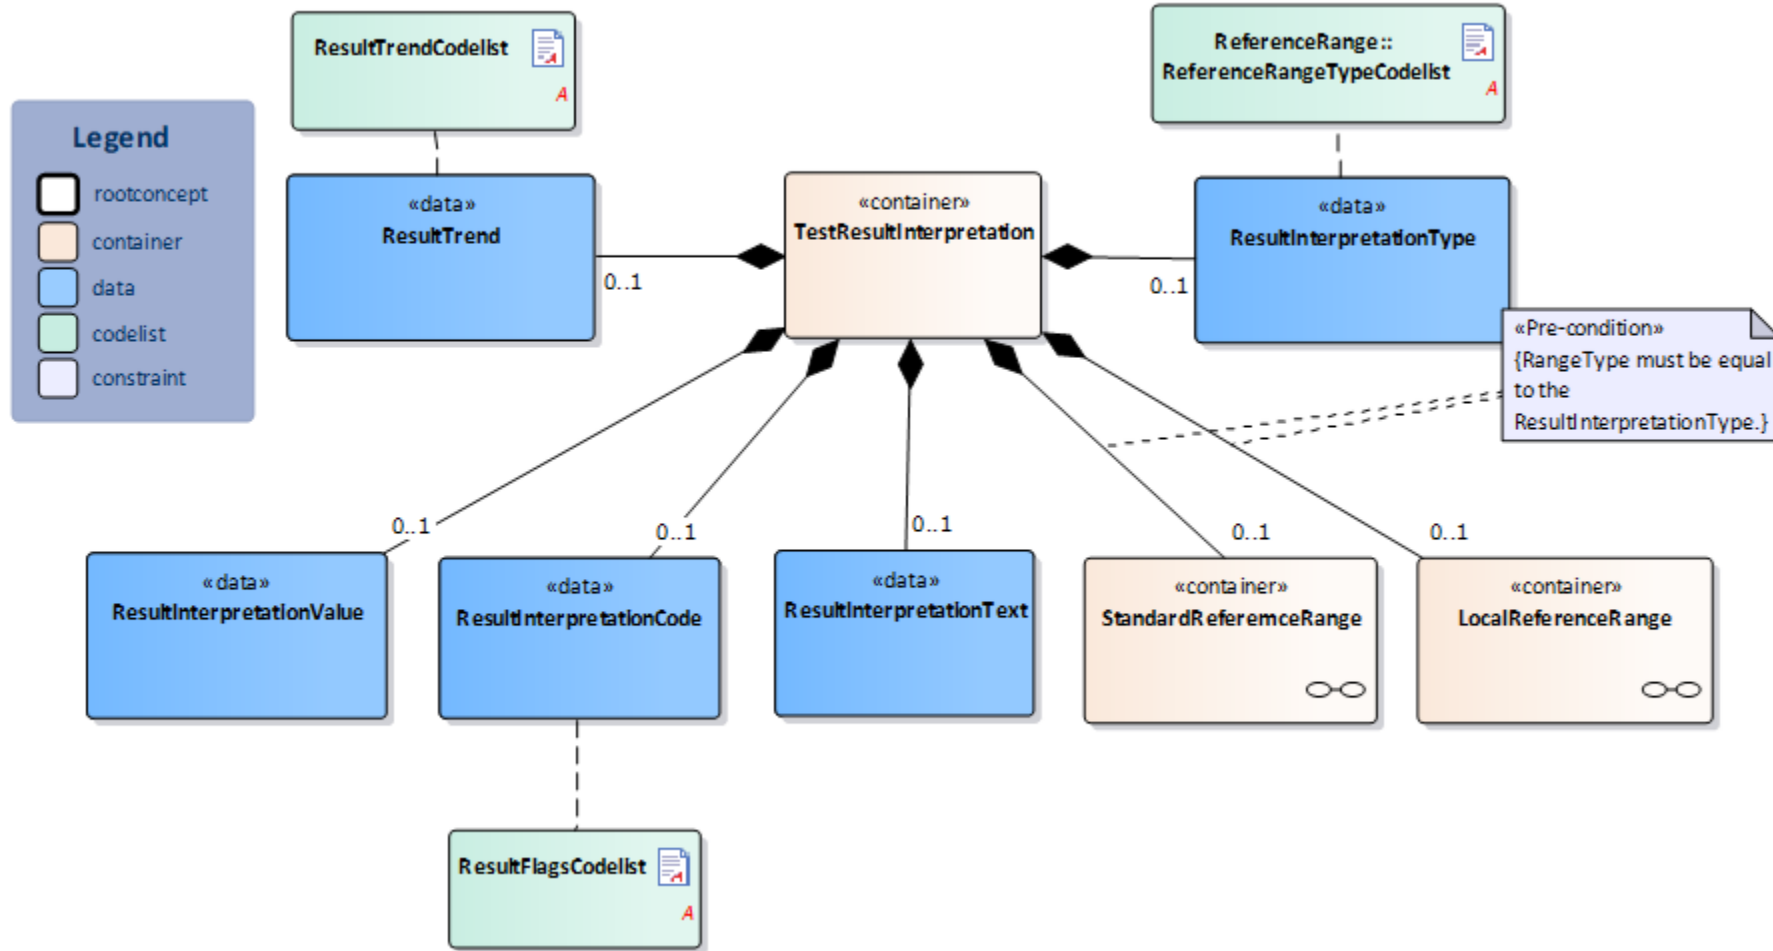 ResultTrendCodelist
A
ReferenceRange::
ReferenceRangeTypeCodelist
A
Legend
rootconcept
container
data
codelist
constraint
«data»
ResultTrend
0..1
«container»
TestResultInterpretation
«data»
ResultInterpretationType
0..1
«Pre-condition»
{RangeType must be equal
to the
ResultInterpretationType.}
0..1
0..1
0..1
0..1
0..1
«data»
ResultInterpretationValue
«data»
ResultInterpretationCode
«data»
ResultInterpretationText
«container»
StandardReferemceRange
«container»
LocalReferenceRange
ResultFlagsCodelist
A